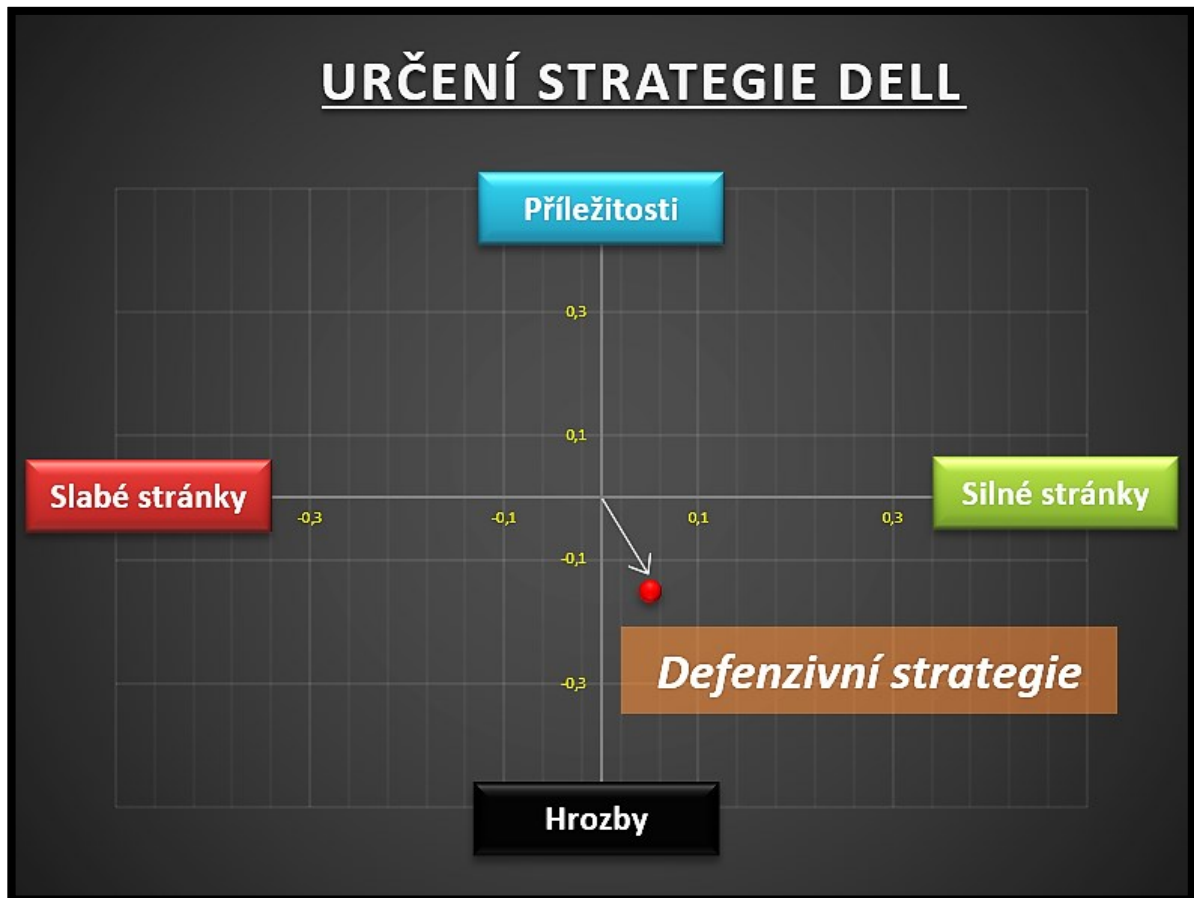 URČENÍ STRATEGIE DELL
Příležitosti
0,3
0,1
Slabé stránky
Silné stránky
-0,3
-0,1
0,1
0,3
-0,1
Defenzivní strategie
-0,3
Hrozby